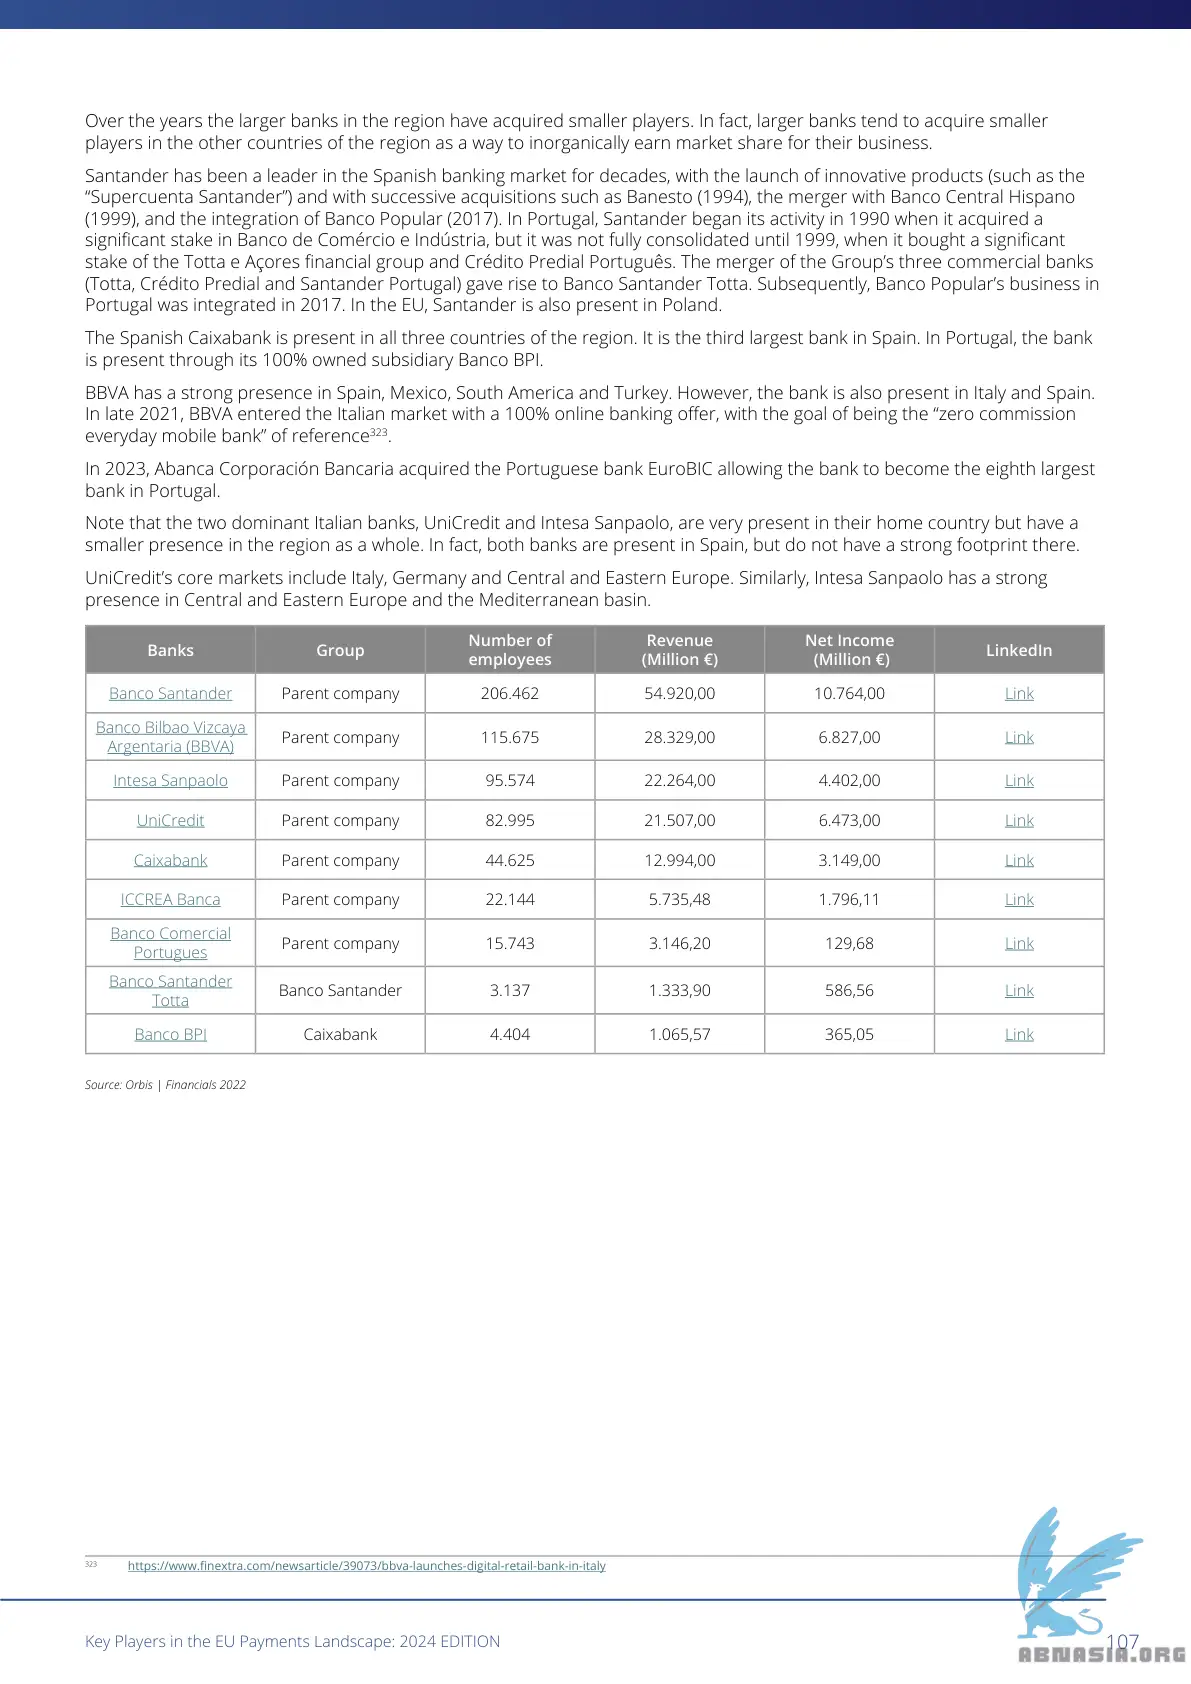 Over the years the larger banks in the region have acquired smaller players. In fact, larger banks tend to acquire smaller
players in the other countries of the region as a way to inorganically earn market share for their business.
Santander has been a leader in the Spanish banking market for decades, with the launch of innovative products (such as the
“Supercuenta Santander”) and with successive acquisitions such as Banesto (1994), the merger with Banco Central Hispano
(1999), and the integration of Banco Popular (2017). In Portugal, Santander began its activity in 1990 when it acquired a
significant stake in Banco de Comércio e Indústria, but it was not fully consolidated until 1999, when it bought a significant
stake of the Totta e Açores financial group and Crédito Predial Português. The merger of the Group’s three commercial banks
(Totta, Crédito Predial and Santander Portugal) gave rise to Banco Santander Totta. Subsequently, Banco Popular’s business in
Portugal was integrated in 2017. In the EU, Santander is also present in Poland.
The Spanish Caixabank is present in all three countries of the region. It is the third largest bank in Spain. In Portugal, the bank
is present through its 100% owned subsidiary Banco BPI.
BBVA has a strong presence in Spain, Mexico, South America and Turkey. However, the bank is also present in Italy and Spain.
In late 2021, BBVA entered the Italian market with a 100% online banking offer, with the goal of being the “zero commission
everyday mobile bank” of reference323.
In 2023, Abanca Corporación Bancaria acquired the Portuguese bank EuroBIC allowing the bank to become the eighth largest
bank in Portugal.
Note that the two dominant Italian banks, UniCredit and Intesa Sanpaolo, are very present in their home country but have a
smaller presence in the region as a whole. In fact, both banks are present in Spain, but do not have a strong footprint there.
UniCredit’s core markets include Italy, Germany and Central and Eastern Europe. Similarly, Intesa Sanpaolo has a strong
presence in Central and Eastern Europe and the Mediterranean basin.
Banks Group Number of employees Revenue (Million €) Net Income (Million €) LinkedIn
Banco Santander Parent company 206.462 54.920,00 10.764,00 Link
Banco Bilbao Vizcaya Argentaria (BBVA) Parent company 115.675 28.329,00 6.827,00 Link
Intesa Sanpaolo Parent company 95.574 22.264,00 4.402,00 Link
UniCredit Parent company 82.995 21.507,00 6.473,00 Link
Caixabank Parent company 44.625 12.994,00 3.149,00 Link
ICCREA Banca Parent company 22.144 5.735,48 1.796,11 Link
Banco Comercial Portugues Parent company 15.743 3.146,20 129,68 Link
Banco Santander Totta Banco Santander 3.137 1.333,90 586,56 Link
Banco BPI Caixabank 4.404 1.065,57 365,05 Link
Source: Orbis | Financials 2022
323 https://www.finextra.com/newsarticle/39073/bbva-launches-digital-retail-bank-in-italy
Key Players in the EU Payments Landscape: 2024 EDITION
107
ABNASIA.ORG